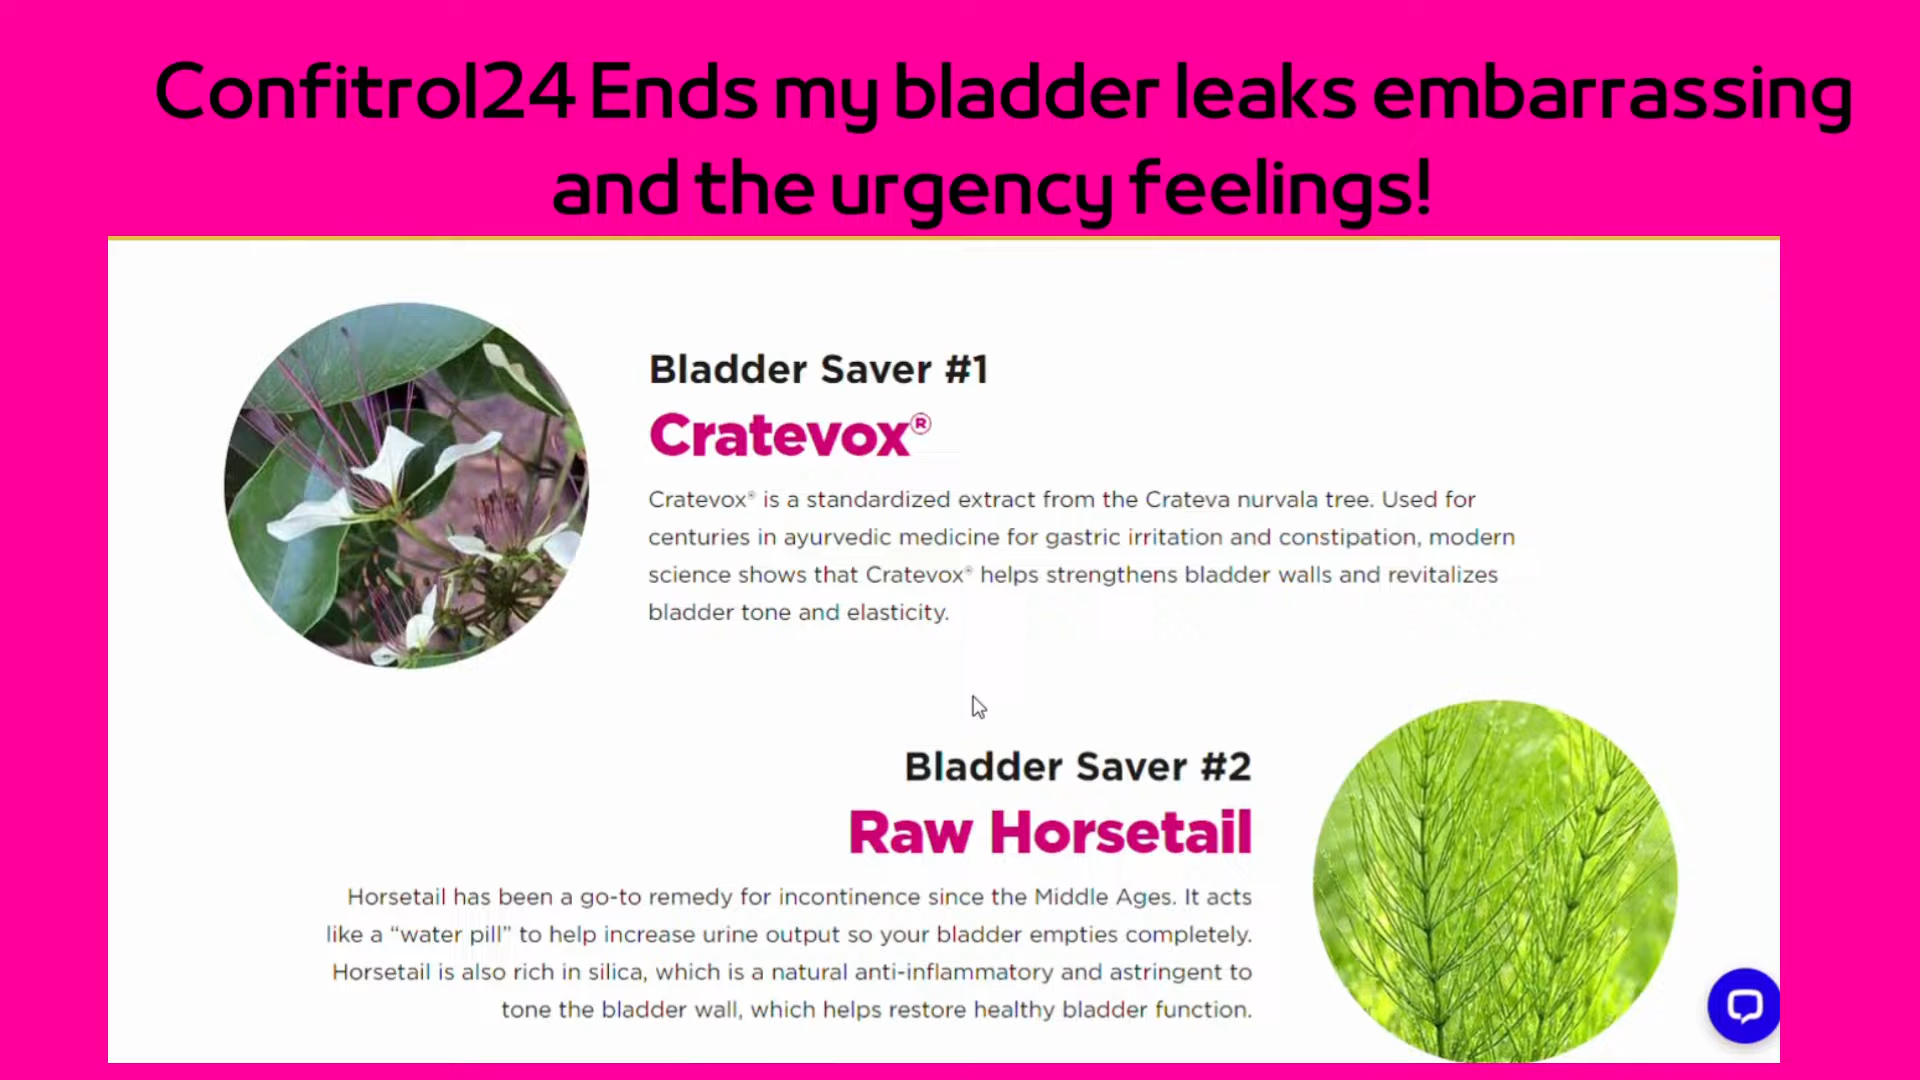 Confitrol24 Ends my bladder leaks embarrassing
and the urgency feelings!
Bladder Saver #1
Cratevox®
Cratevox® is a standardized extract from the Crateva nurvala tree. Used for
centuries in ayurvedic medicine for gastric irritation and constipation, modern
science shows that Cratevox® helps strengthens bladder walls and revitalizes
bladder tone and elasticity.
Bladder Saver #2
Raw Horsetail
Horsetail has been a go-to remedy for incontinence since the Middle Ages. It acts
like a “water pill” to help increase urine output so your bladder empties completely.
Horsetail is also rich in silica, which is a natural anti-inflammatory and astringent to
tone the bladder wall, which helps restore healthy bladder function.